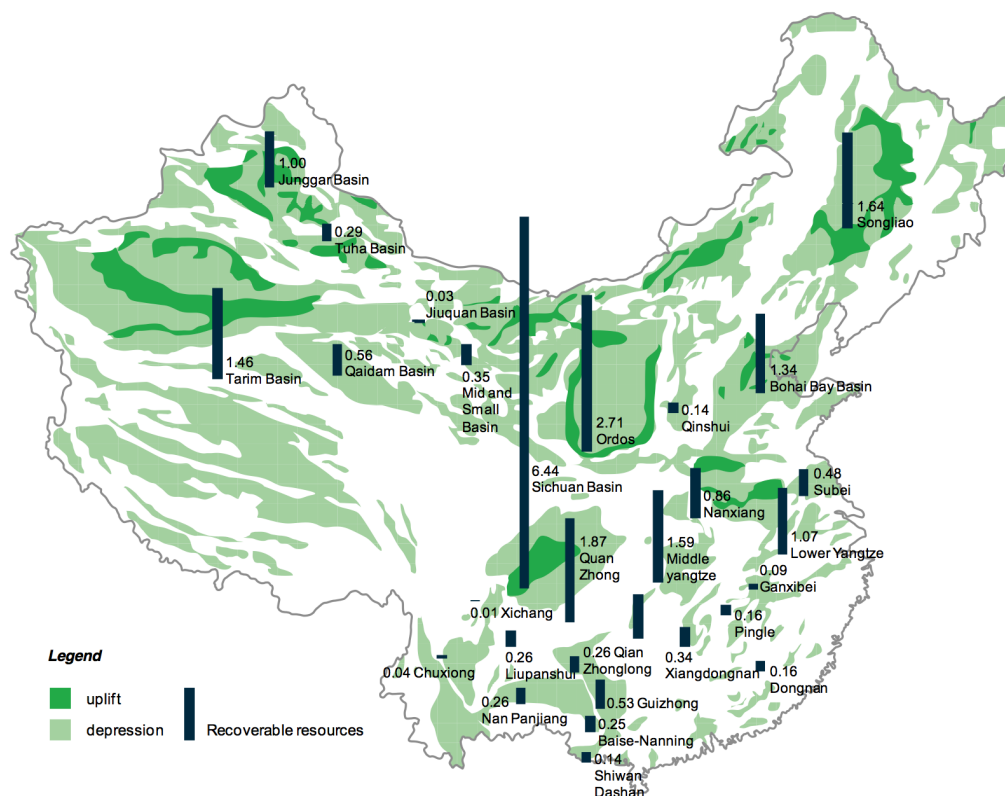 1.00
Junggar Basin
0.29
Tuha Basin
1.64
Songliao
0.03
Jiuquan Basin
1.46
Tarim Basin
0.56
Qaidam Basin
0.35
Mid and
Small
Basin
1.34
Bohai Bay Basin
0.14
Qinshui
2.71
Ordos
6.44
Sichuan Basin
0.48
Subei
0.86
Nanxiang
1.07
Lower Yangtze
1.87
Quan
Zhong
1.59
Middle
yangtze
0.09
Ganxibei
0.01 Xichang
0.16
Pingle
0.04 Chuxiong
0.26
Liupanshui
0.26 Qian
Zhonglong
0.34
Xiangdongnan
0.16
Dongnan
0.26
Nan Panjiang
0.53 Guizhong
0.25
Baise-Nanning
0.14
Shiwan
Dashan
Legend
uplift
depression
Recoverable resources